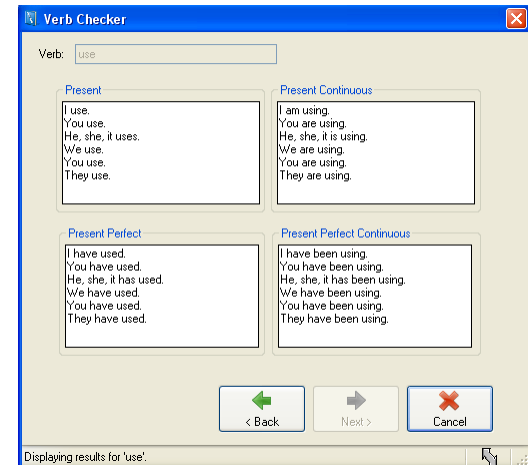 Verb Checker
Verb: use
Present
I use.
You use.
He, she, it uses.
We use.
You use.
They use.
Present Continuous
I am using.
You are using.
He, she, it is using.
We are using.
You are using.
They are using.
Present Perfect
I have used.
You have used.
He, she, it has used.
We have used.
You have used.
They have used.
Present Perfect Continuous
I have been using.
You have been using.
He, she, it has been using.
We have been using.
You have been using.
They have been using.
< Back
Next >
Cancel
Displaying results for 'use'.